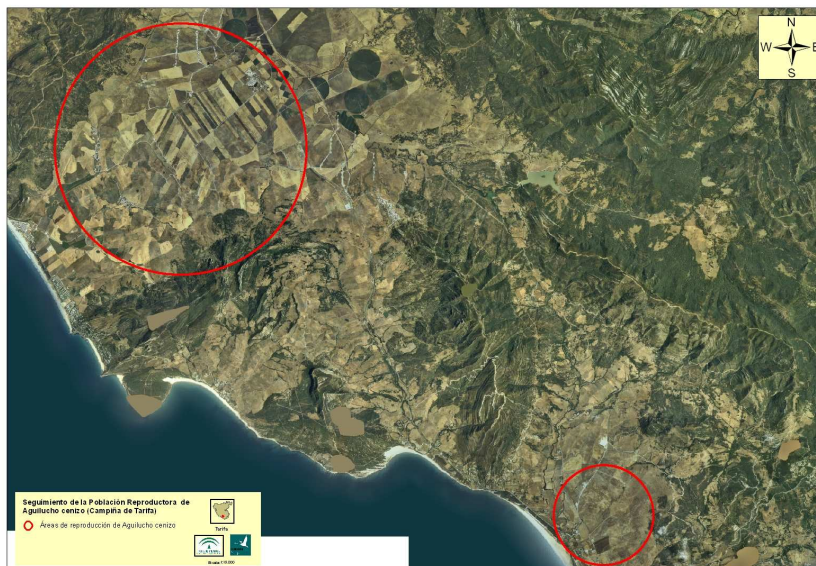 N
W E
S
Seguimiento de la Población Reproductora de
Aguilucho cenizo (Campiña de Tarifa)
Áreas de reproducción de Aguilucho cenizo
Tarifa